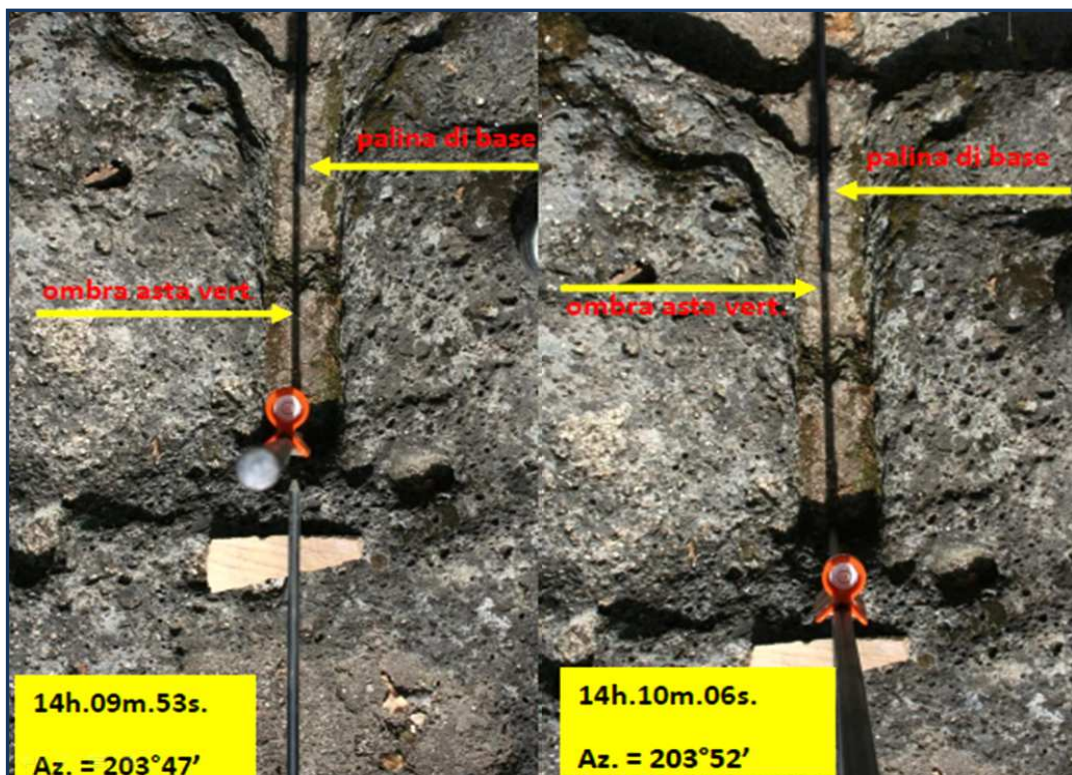 palina di base
ombra asta vert.
14h.09m.53s.
Az. = 203°47’
palina di base
ombra asta vert.
14h.10m.06s.
Az. = 203°52’